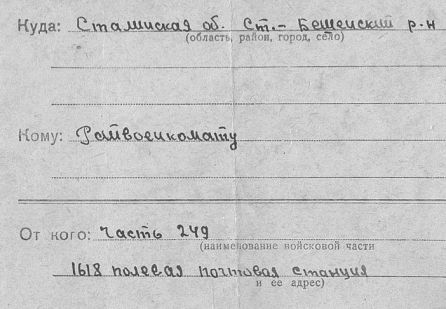 Куда: Сталинская об. Ст.-Бешевский р-н
(область, район, город, село)
Кому: Райвоенкомату
От кого: Часть 249
(наименование войсковой части
1618 полевая почтовая станция
и ее адрес)